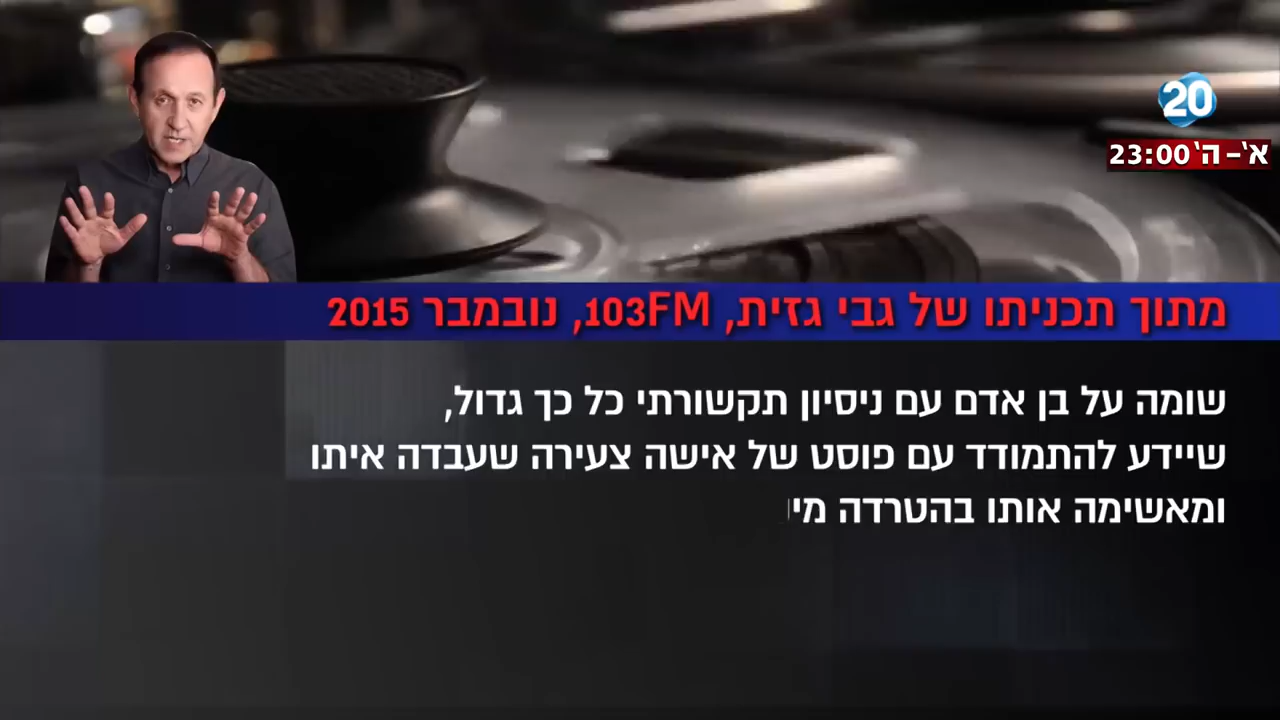 20
א'-ה' 23:00
מתוך תכניתו של גבי גזית, 103FM, נובמבר 2015
שומה על בן אדם עם ניסיון תקשורתי כל כך גדול,
שיידע להתמודד עם פוסט של אישה צעירה שעבדה איתו
ומאשימה אותו בהטרדה